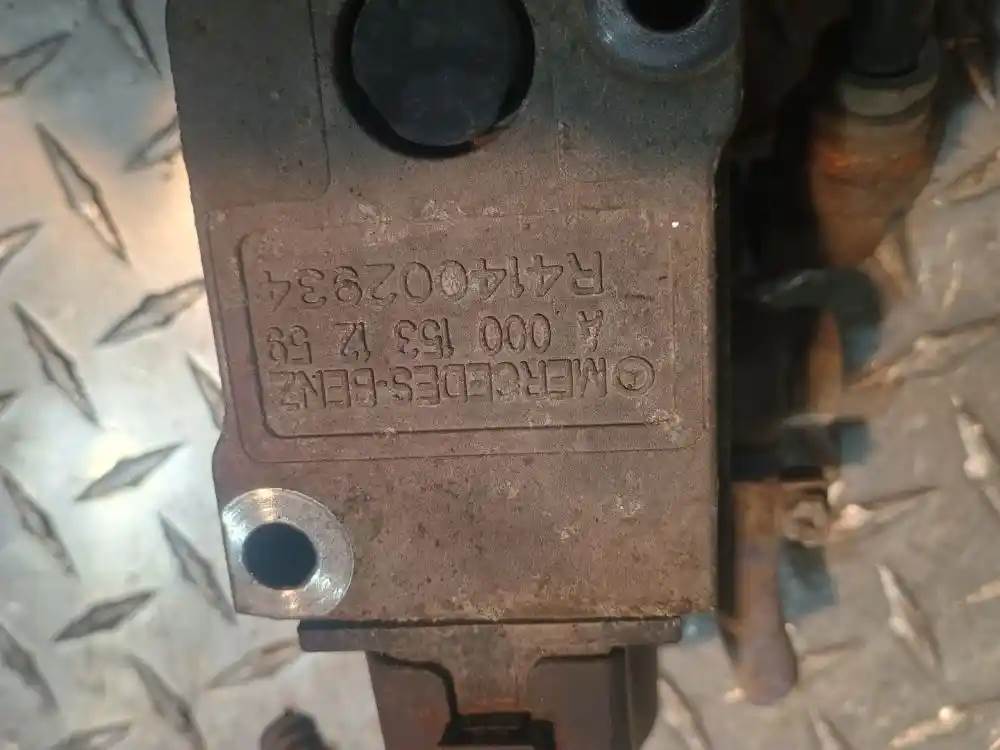 MERCEDES-BENZ
A 000 153 12 59
R414002934